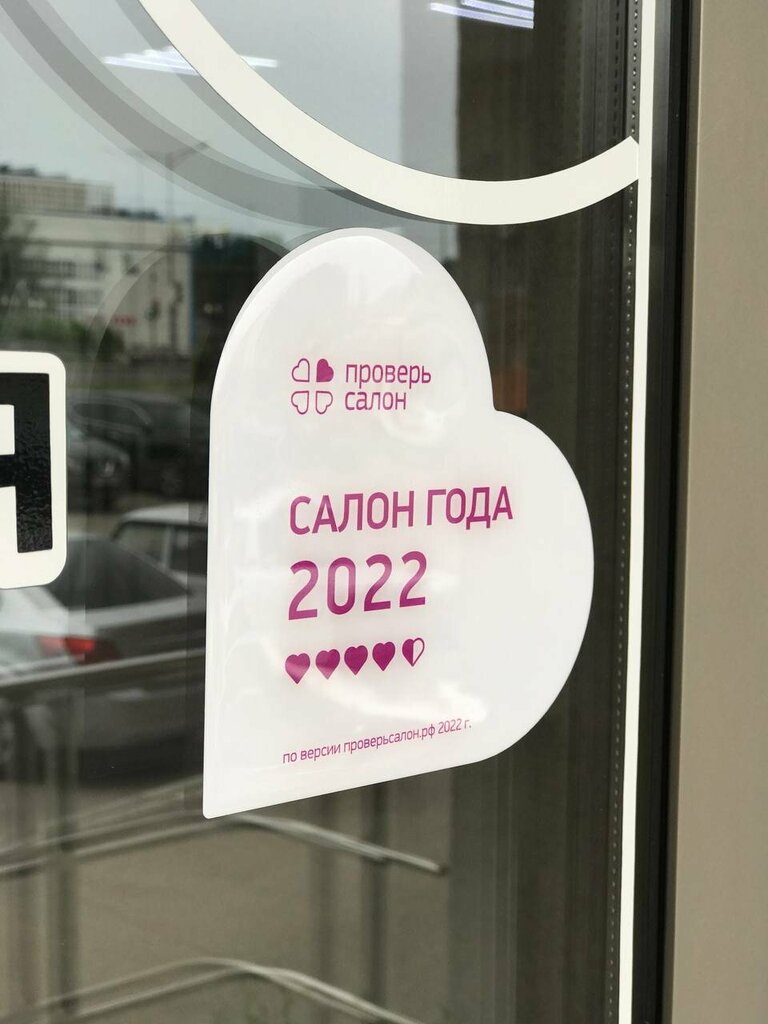 проверь
салон
САЛОН ГОДА
2022
по версии проверьсалон.рф 2022 г.
Я